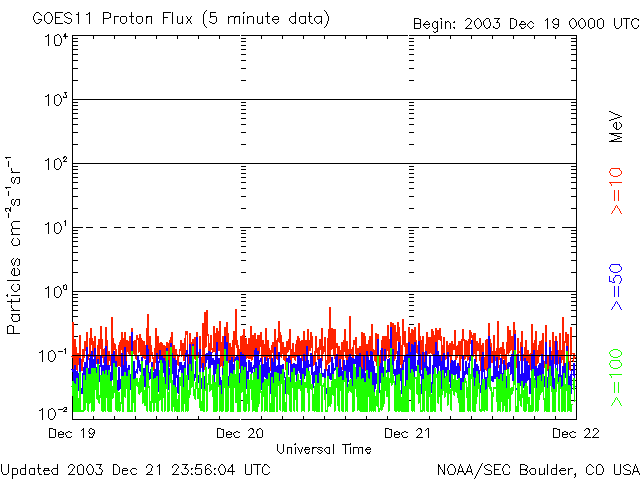 GOES11 Proton Flux (5 minute data)
Begin: 2003 Dec 19 0000 UTC
Particles cm⁻²s⁻¹sr⁻¹
10⁴
10³
10²
10¹
10⁰
10⁻¹
10⁻²
MeV
>=10
>=50
>=100
Dec 19
Dec 20
Dec 21
Dec 22
Universal Time
Updated 2003 Dec 21 23:56:04 UTC
NOAA/SEC Boulder, CO USA